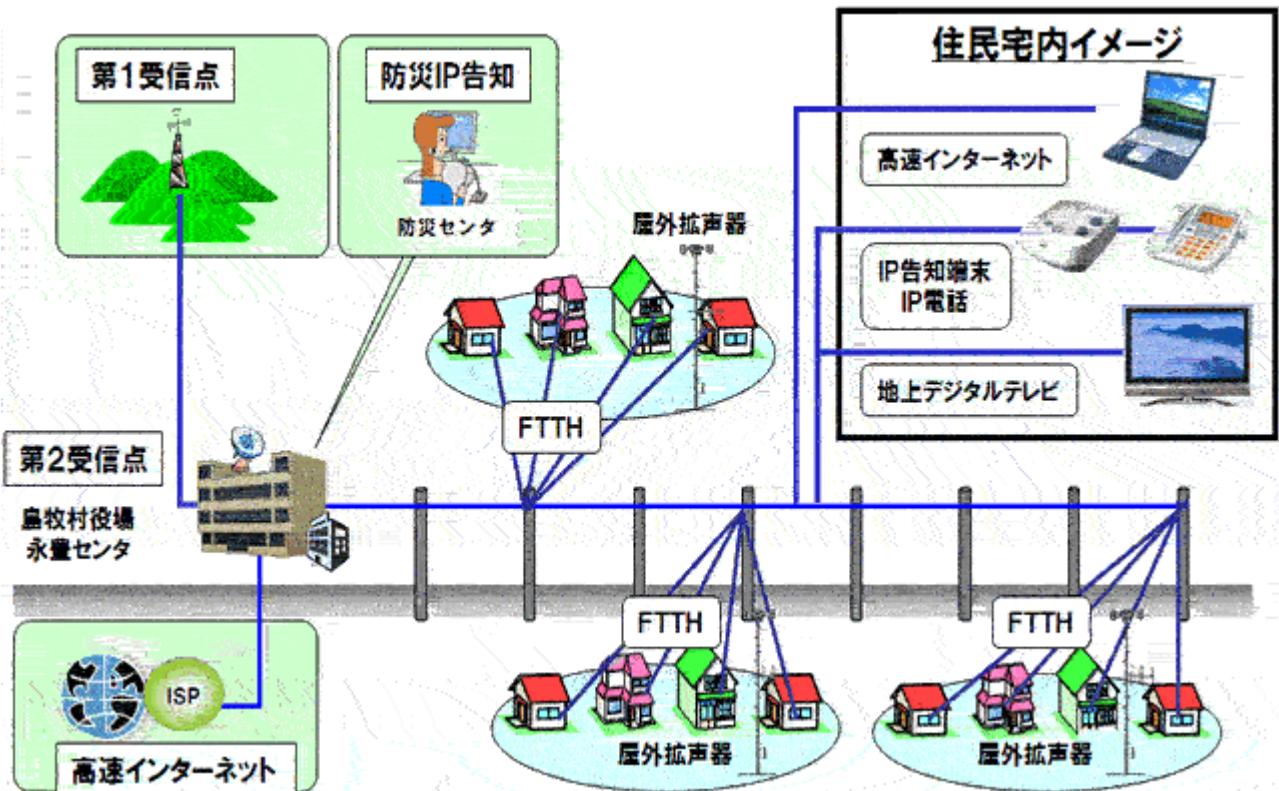 第1受信点
防災IP告知
防災センタ
住民宅内イメージ
高速インターネット
IP告知端末
IP電話
地上デジタルテレビ
屋外拡声器
FTTH
第2受信点
島牧村役場
永豊センタ
FTTH
FTTH
ISP
高速インターネット
屋外拡声器
屋外拡声器